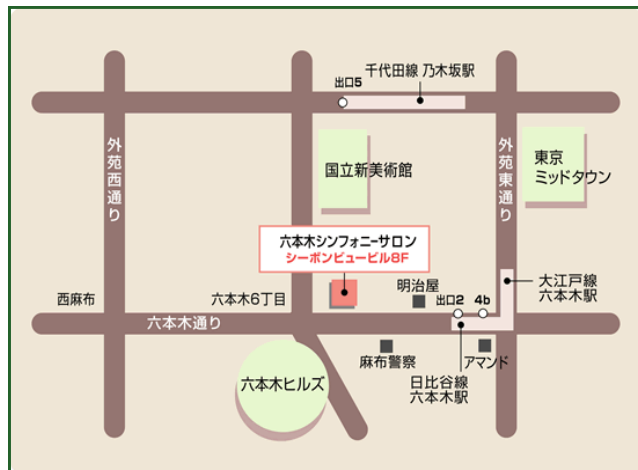 千代田線 乃木坂駅
出口5
外苑西通り
国立新美術館
外苑東通り
東京
ミッドタウン
六本木シンフォニーサロン
シーボンビュービル8F
大江戸線
六本木駅
西麻布
六本木6丁目
明治屋
出口2
4b
六本木通り
麻布警察
アマンド
六本木ヒルズ
日比谷線
六本木駅